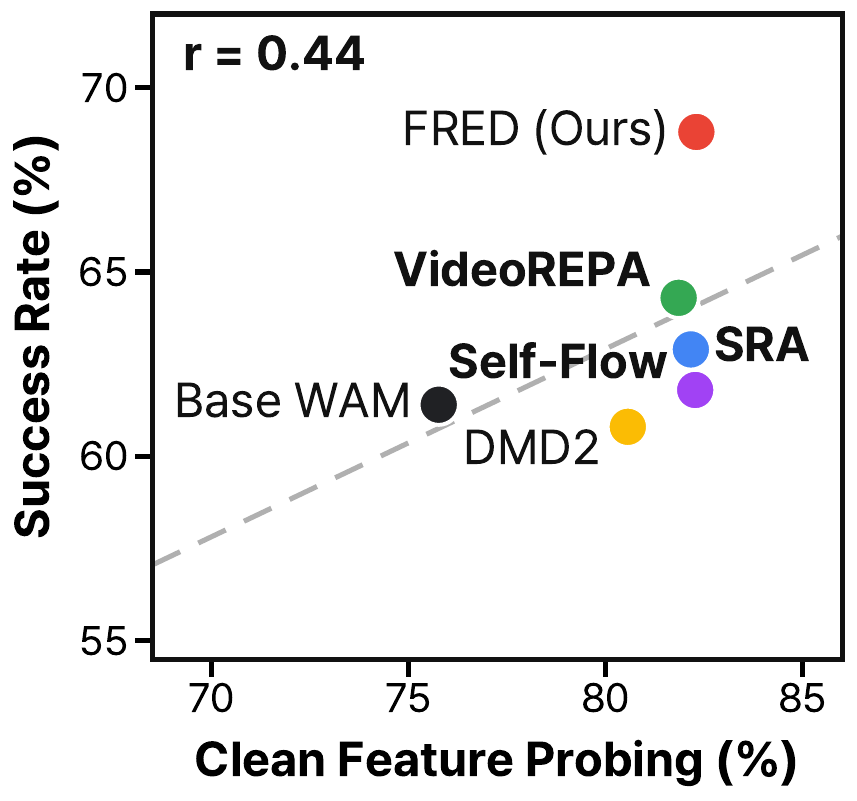 r = 0.44
70
FRED (Ours)
65
VideoREPA
SRA
Self-Flow
Base WAM
DMD2
60
55
Success Rate (%)
70
75
80
85
Clean Feature Probing (%)